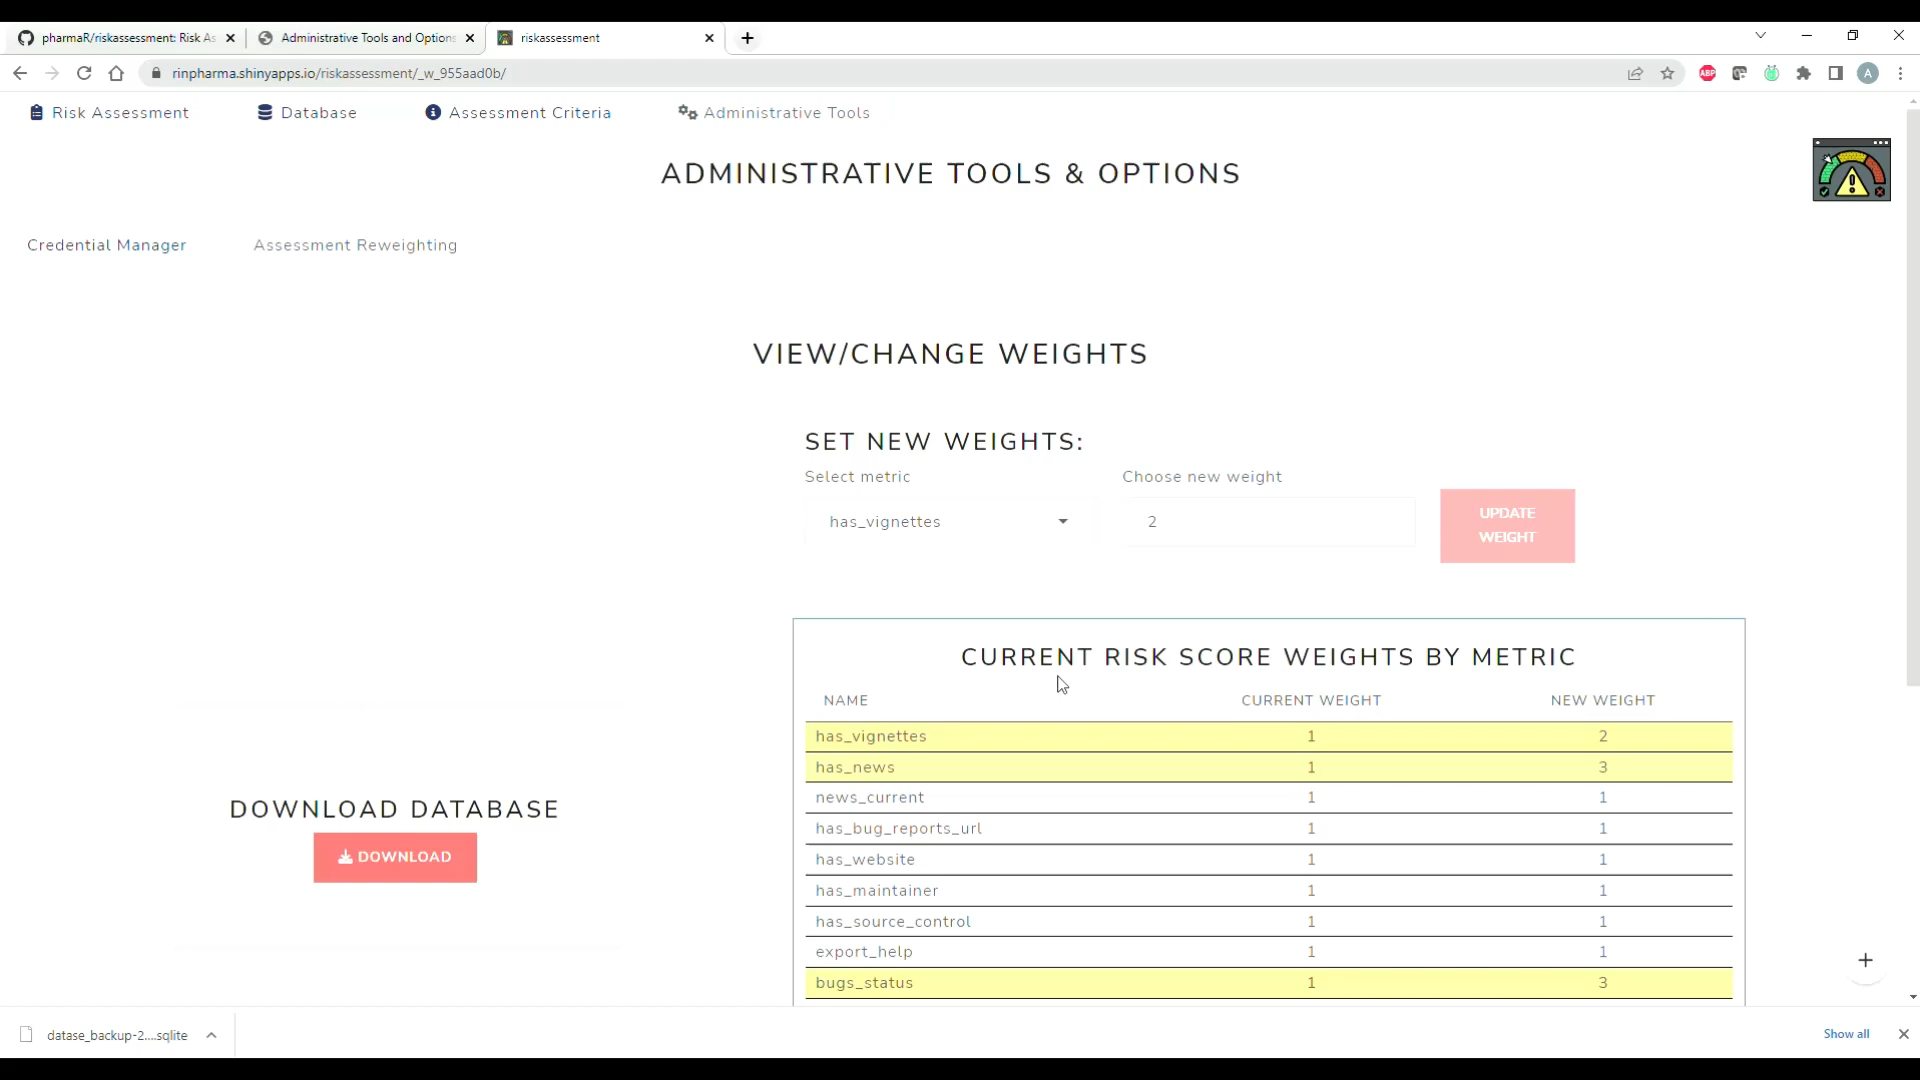 pharmaR/riskassessment: Risk As
Administrative Tools and Options
riskassessment
rinpharma.shinyapps.io/riskassessment/_w_955aad0b/
ABP
A
Risk Assessment
Database
Assessment Criteria
Administrative Tools
ADMINISTRATIVE TOOLS & OPTIONS
Credential Manager
Assessment Reweighting
VIEW/CHANGE WEIGHTS
SET NEW WEIGHTS:
Select metric
Choose new weight
has_vignettes
2
UPDATE
WEIGHT
CURRENT RISK SCORE WEIGHTS BY METRIC
NAME CURRENT WEIGHT NEW WEIGHT
has_vignettes 1 2
has_news 1 3
news_current 1 1
has_bug_reports_url 1 1
has_website 1 1
has_maintainer 1 1
has_source_control 1 1
export_help 1 1
bugs_status 1 3
DOWNLOAD DATABASE
DOWNLOAD
datase_backup-2....sqlite
Show all